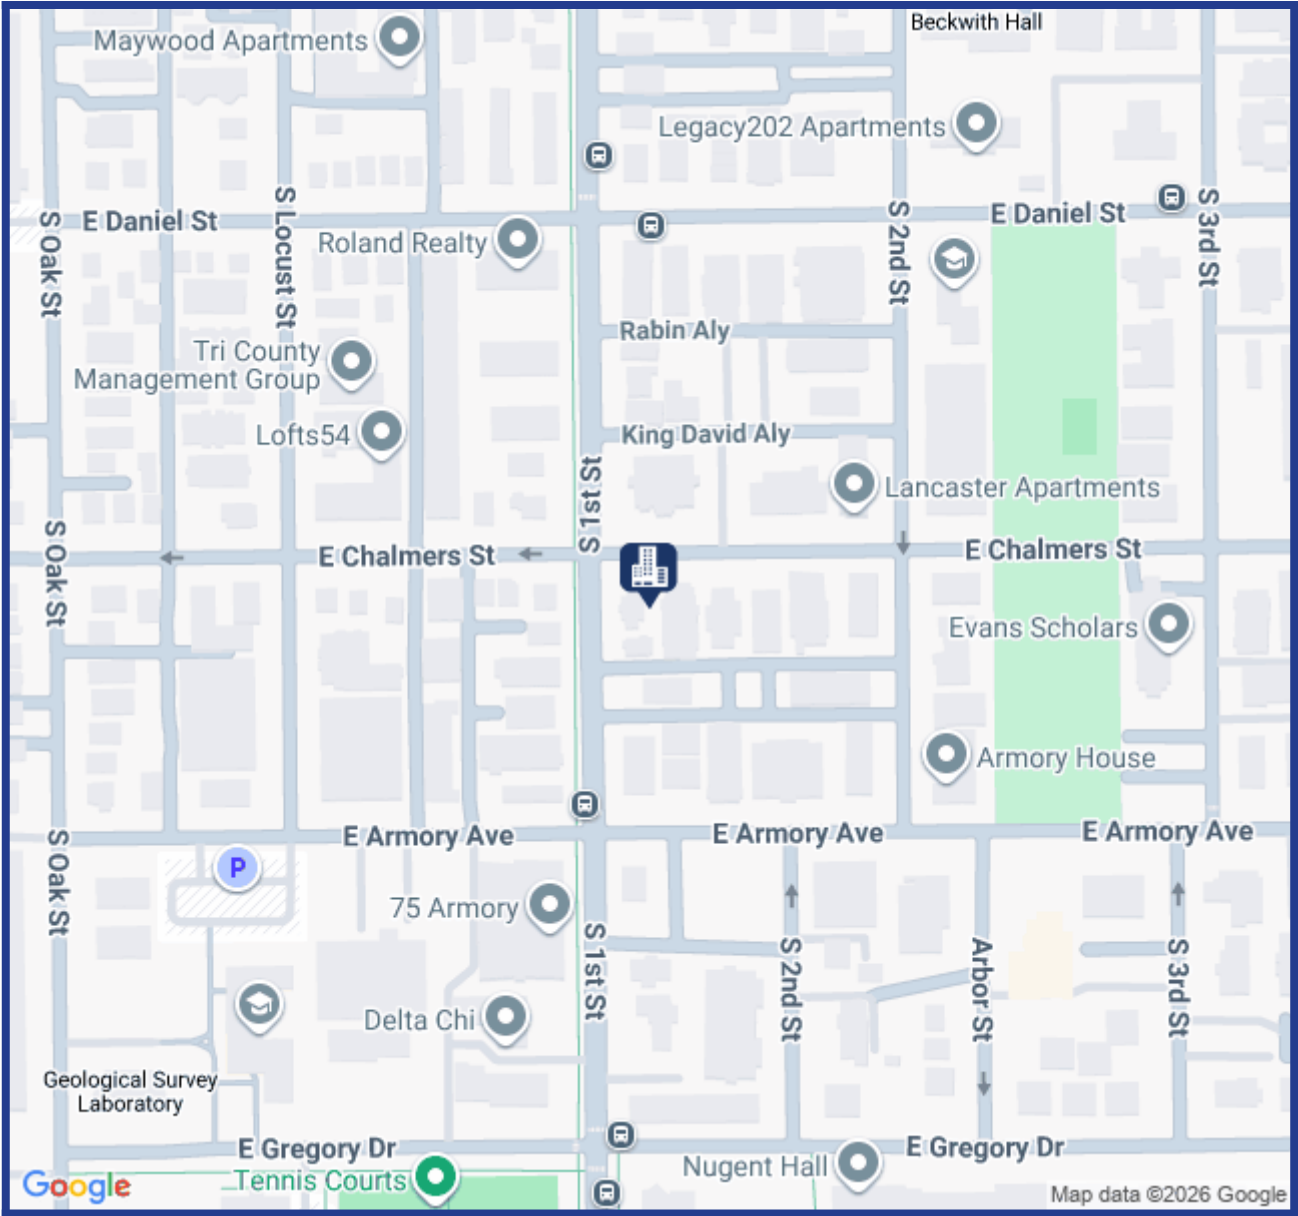 Beckwith Hall
Maywood Apartments
Legacy202 Apartments
S Oak St
E Daniel St
S Locust St
Roland Realty
S 2nd St
E Daniel St
S 3rd St
Rabin Aly
Tri County
Management Group
Lofts54
King David Aly
S 1st St
Lancaster Apartments
S Oak St
E Chalmers St
E Chalmers St
Evans Scholars
Armory House
S Oak St
E Armory Ave
E Armory Ave
E Armory Ave
P
75 Armory
S 1st St
S 2nd St
Arbor St
S 3rd St
Delta Chi
Geological Survey
Laboratory
E Gregory Dr
E Gregory Dr
Tennis Courts
Nugent Hall
Google
Map data ©2026 Google